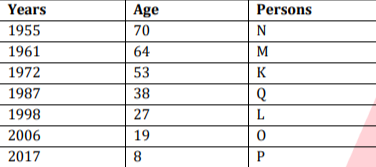 Years Age Persons
1955 70 N
1961 64 M
1972 53 K
1987 38 Q
1998 27 L
2006 19 O
2017 8 P